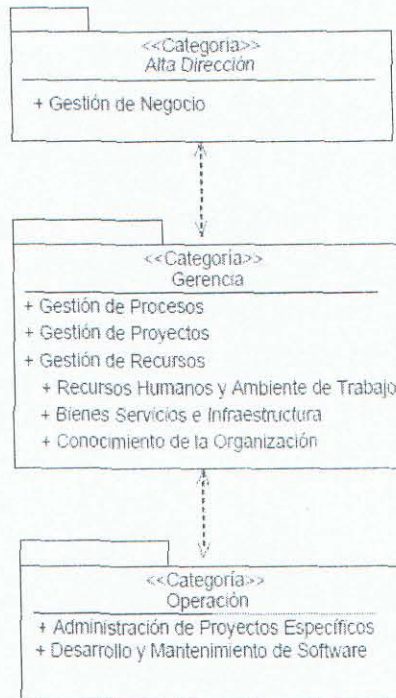 <<Categoría>>
Alta Dirección
+ Gestión de Negocio
<<Categoría>>
Gerencia
+ Gestión de Procesos
+ Gestión de Proyectos
+ Gestión de Recursos
+ Recursos Humanos y Ambiente de Trabajo
+ Bienes Servicios e Infraestructura
+ Conocimiento de la Organización
<<Categoría>>
Operación
+ Administración de Proyectos Específicos
+ Desarrollo y Mantenimiento de Software